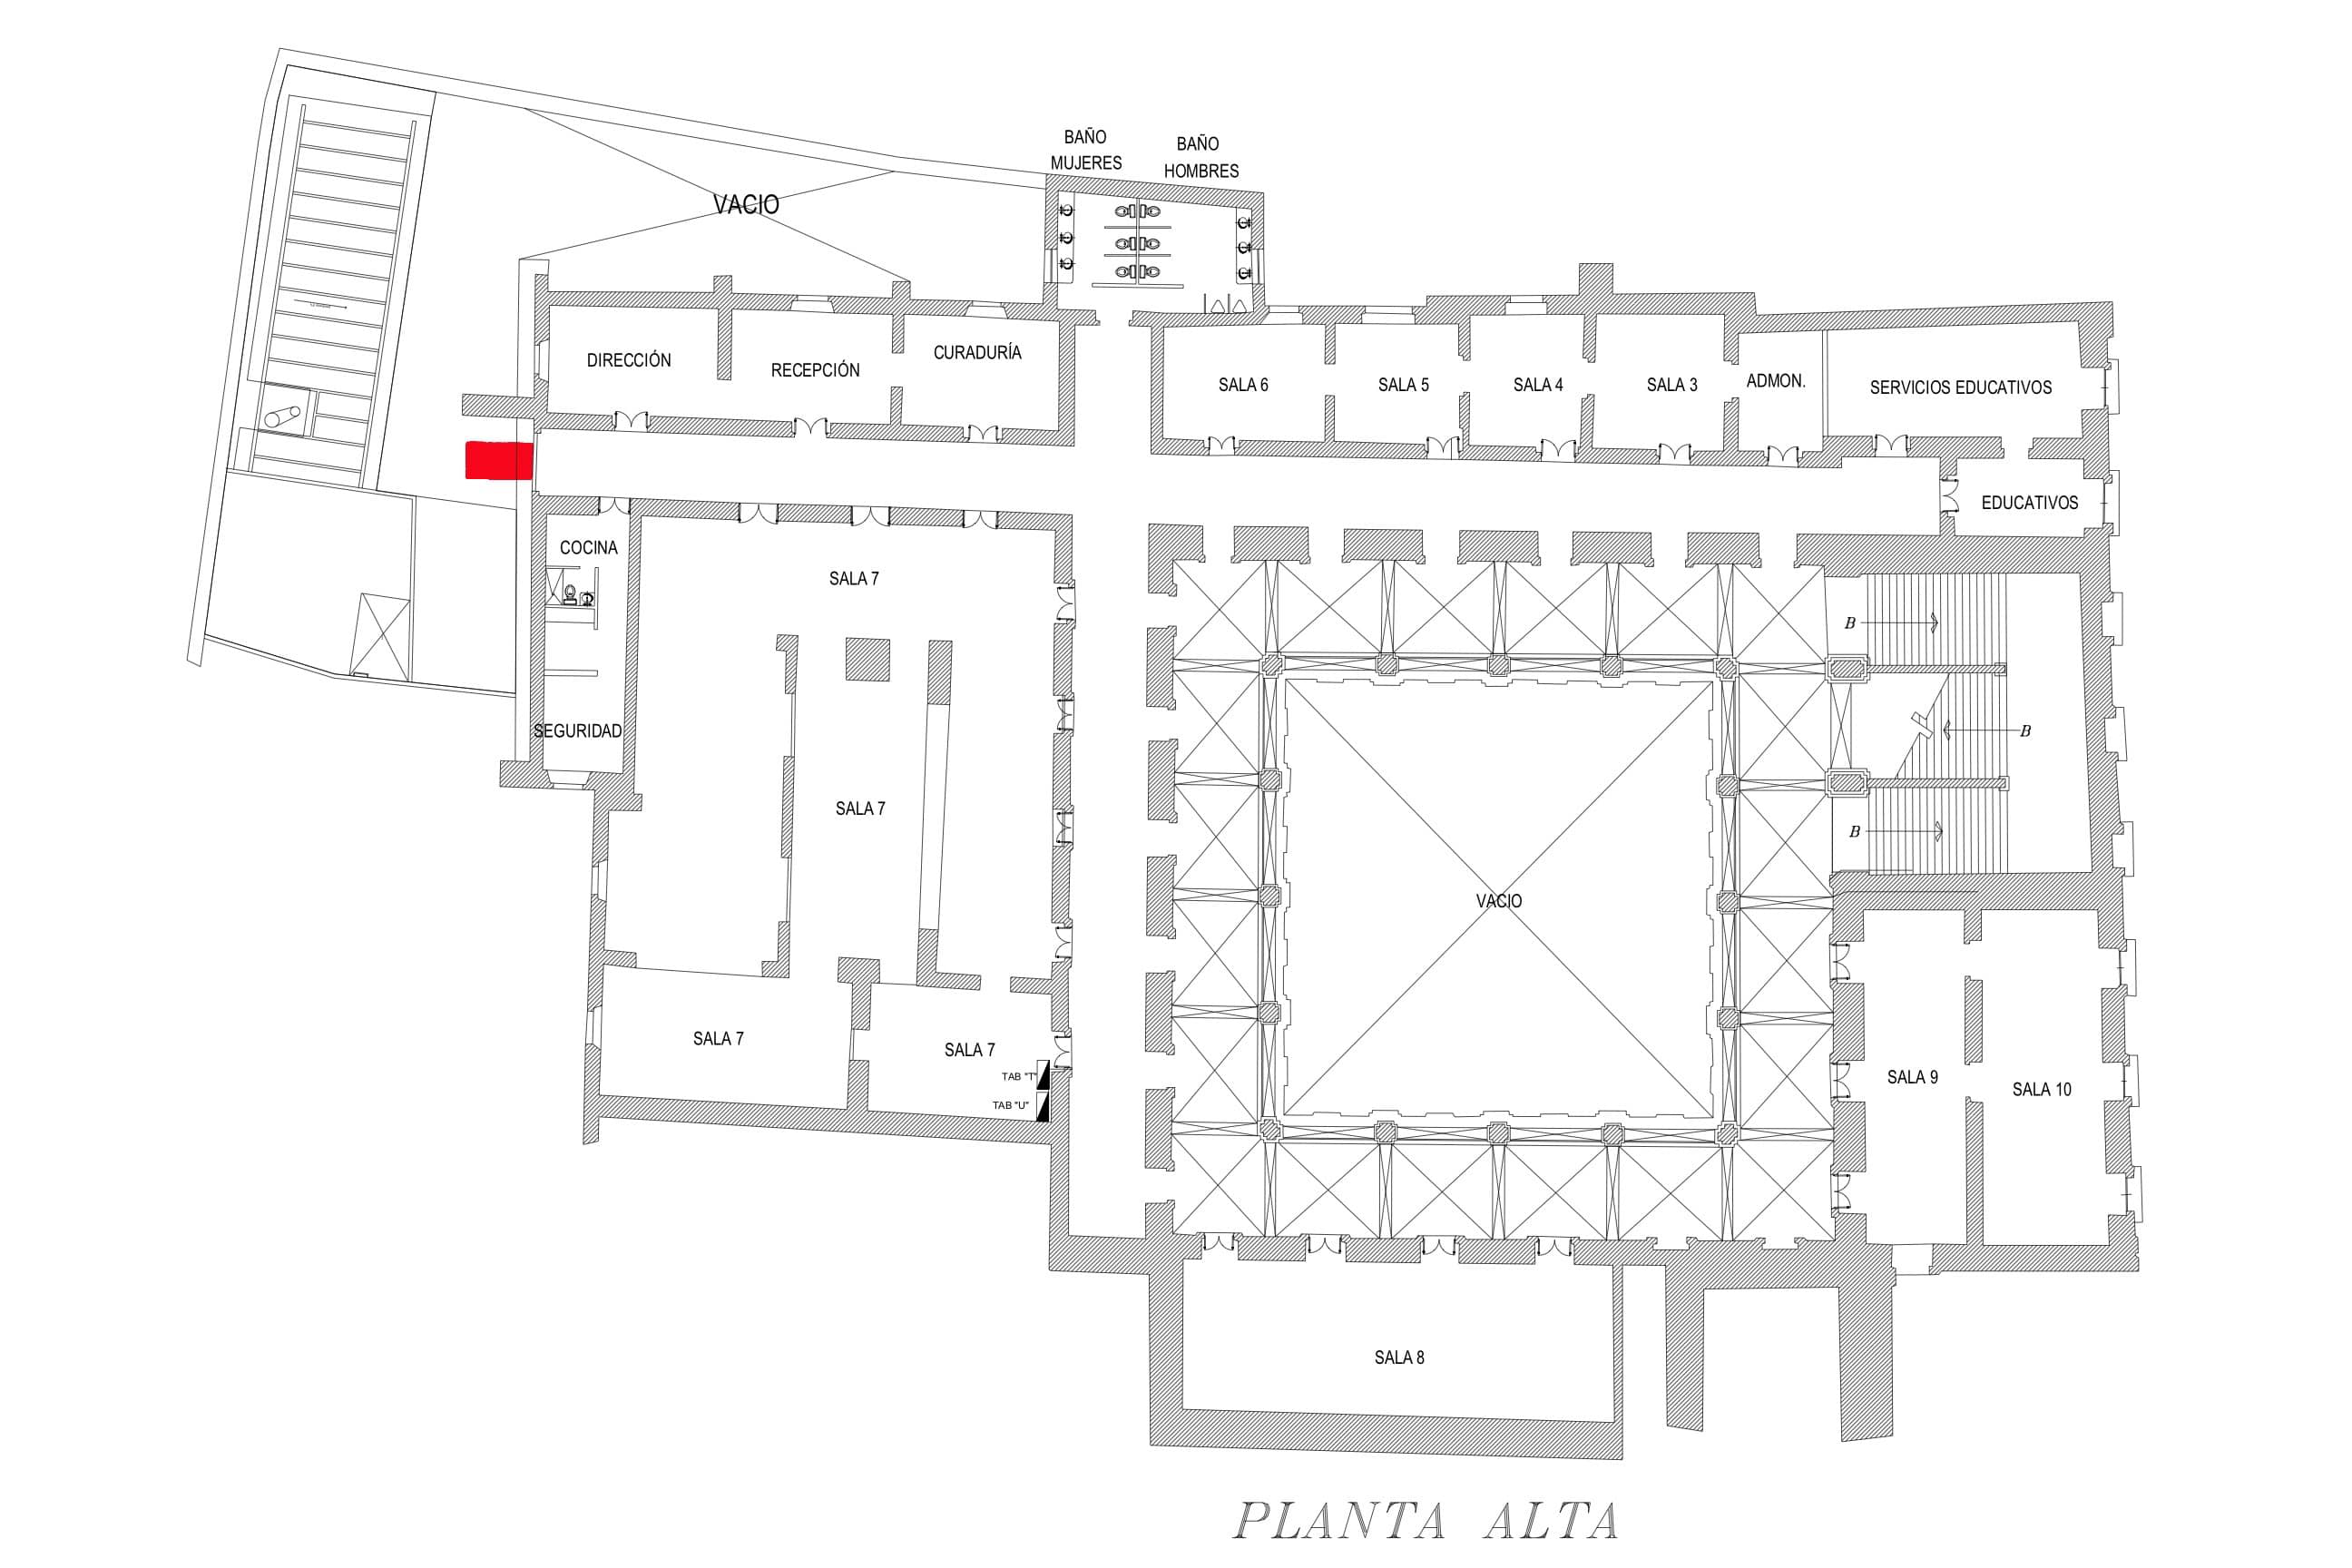 BAÑO
MUJERES
BAÑO
HOMBRES
VACIO
DIRECCIÓN
RECEPCIÓN
CURADURÍA
SALA 6
SALA 5
SALA 4
SALA 3
ADMON.
SERVICIOS EDUCATIVOS
EDUCATIVOS
COCINA
SALA 7
B
SEGURIDAD
B
SALA 7
B
VACIO
SALA 7
SALA 7
TAB "T"
TAB "U"
SALA 9
SALA 10
SALA 8
PLANTA ALTA